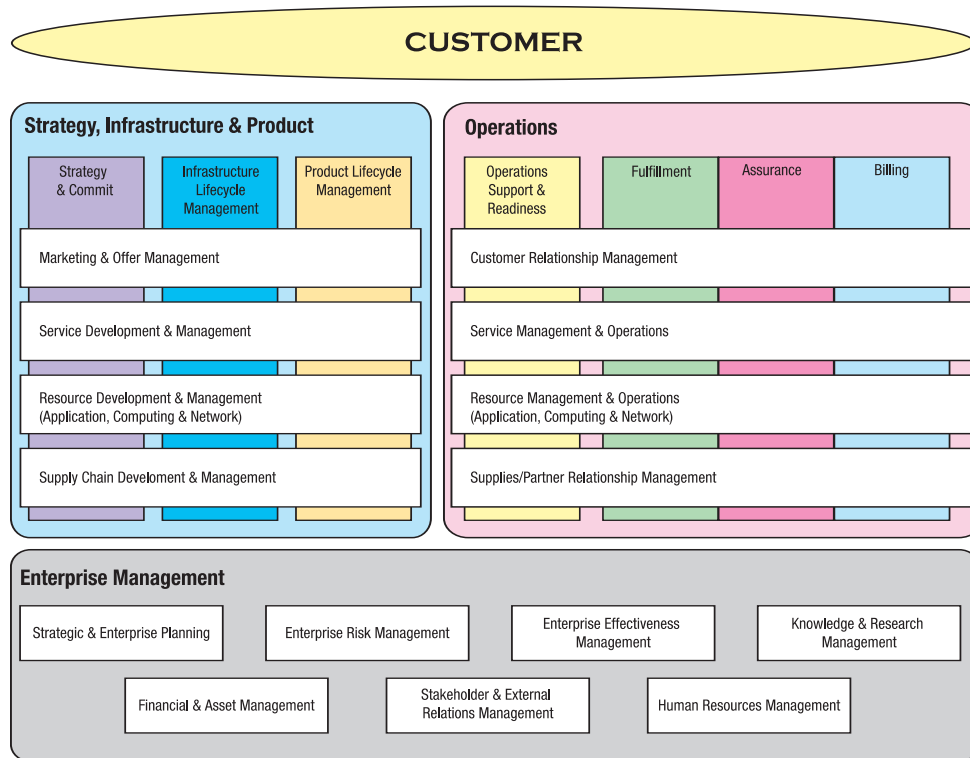 CUSTOMER
Strategy, Infrastructure & Product
Strategy
& Commit
Infrastructure
Lifecycle
Management
Product Lifecycle
Management
Marketing & Offer Management
Service Development & Management
Resource Development & Management
(Application, Computing & Network)
Supply Chain Develoment & Management
Operations
Operations
Support &
Readiness
Fulfillment
Assurance
Billing
Customer Relationship Management
Service Management & Operations
Resource Management & Operations
(Application, Computing & Network)
Supplies/Partner Relationship Management
Enterprise Management
Strategic & Enterprise Planning
Enterprise Risk Management
Enterprise Effectiveness
Management
Knowledge & Research
Management
Financial & Asset Management
Stakeholder & External
Relations Management
Human Resources Management